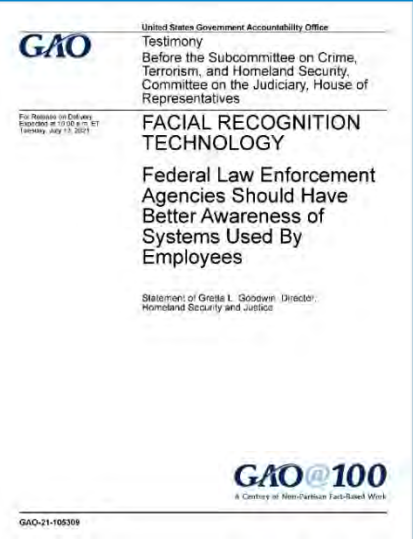 GAO
United States Government Accountability Office
Testimony
Before the Subcommittee on Crime,
Terrorism, and Homeland Security,
Committee on the Judiciary, House of
Representatives
For Release on Delivery
Expected at 10:00 a.m. ET
Tuesday, July 13, 2021
FACIAL RECOGNITION
TECHNOLOGY
Federal Law Enforcement
Agencies Should Have
Better Awareness of
Systems Used By
Employees
Statement of Gretta L. Goodwin, Director,
Homeland Security and Justice
GAO@100
A Century of Non-Partisan Fact-Based Work
GAO-21-105309